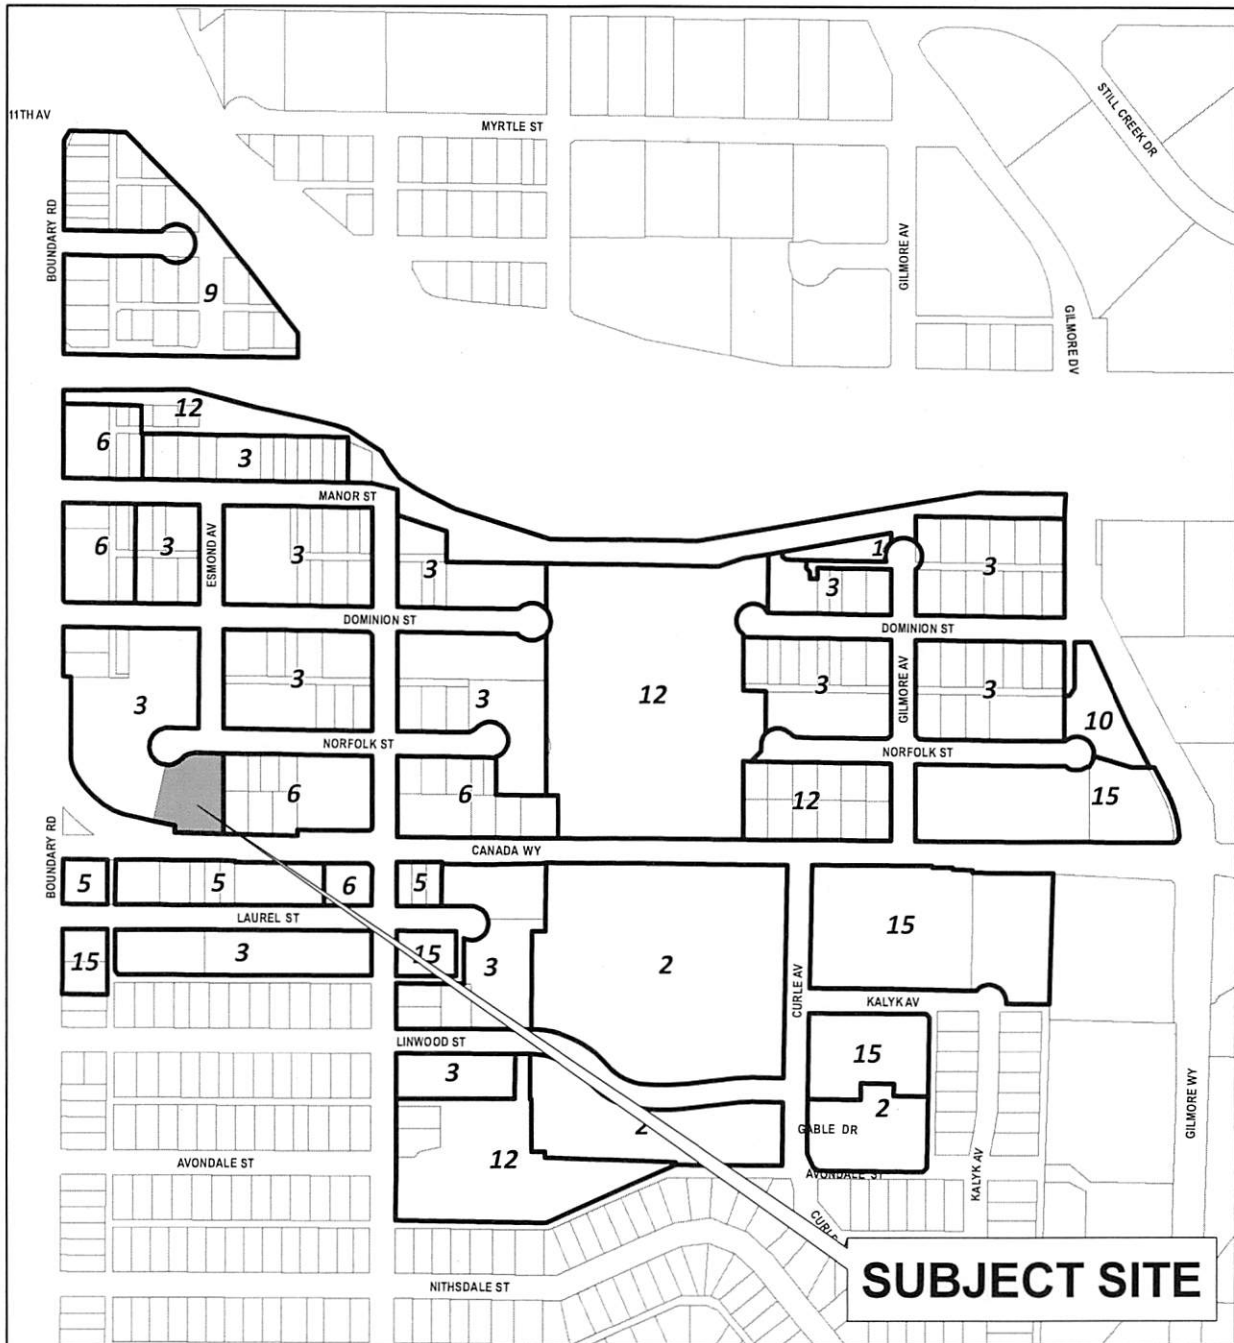 11TH AV
MYRTLE ST
STILL CREEK DR
BOUNDARY RD
GILMORE AV
9
GILMORE DV
12
6
3
MANOR ST
6
3
ESMOND AV
3
3
1
3
3
DOMINION ST
DOMINION ST
3
3
3
12
3
GILMORE AV
3
10
NORFOLK ST
NORFOLK ST
6
6
12
15
BOUNDARY RD
CANADA WY
5
5
6
5
LAUREL ST
15
3
15
3
2
CURLE AV
15
KALYK AV
LINWOOD ST
3
15
2
2
GABLE DR
GILMORE WY
AVONDALE ST
12
AVONDALE ST
KALYK AV
CURLE
NITHSDALE ST
SUBJECT SITE